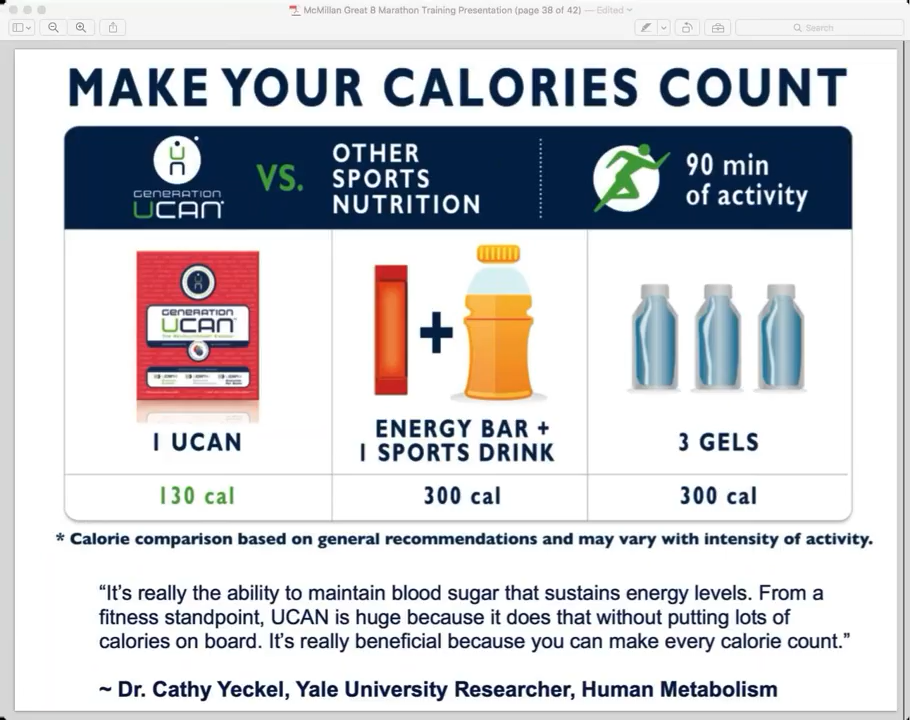 McMillan Great 8 Marathon Training Presentation (page 38 of 42) — Edited
Search
MAKE YOUR CALORIES COUNT
GENERATION
UCAN
VS.
OTHER
SPORTS
NUTRITION
90 min
of activity
GENERATION
UCAN
1 UCAN
ENERGY BAR +
1 SPORTS DRINK
3 GELS
130 cal
300 cal
300 cal
* Calorie comparison based on general recommendations and may vary with intensity of activity.
“It’s really the ability to maintain blood sugar that sustains energy levels. From a
fitness standpoint, UCAN is huge because it does that without putting lots of
calories on board. It’s really beneficial because you can make every calorie count.”
~ Dr. Cathy Yeckel, Yale University Researcher, Human Metabolism